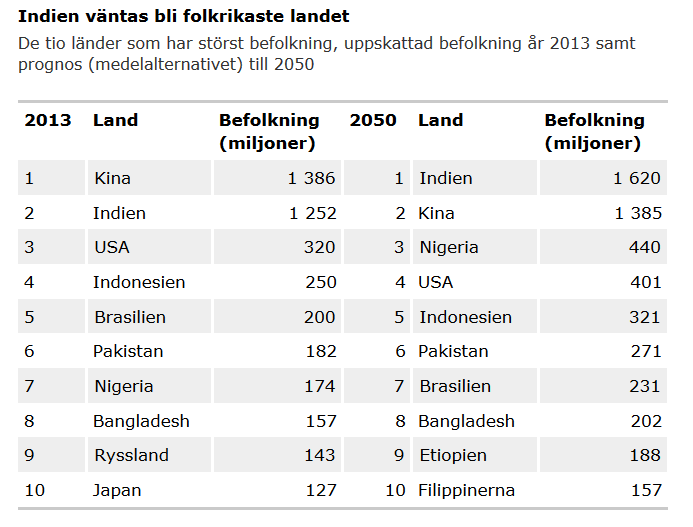 Indien väntas bli folkrikaste landet
De tio länder som har störst befolkning, uppskattad befolkning år 2013 samt
prognos (medelalternativet) till 2050
2013 Land Befolkning (miljoner) 2050 Land Befolkning (miljoner)
1 Kina 1 386 1 Indien 1 620
2 Indien 1 252 2 Kina 1 385
3 USA 320 3 Nigeria 440
4 Indonesien 250 4 USA 401
5 Brasilien 200 5 Indonesien 321
6 Pakistan 182 6 Pakistan 271
7 Nigeria 174 7 Brasilien 231
8 Bangladesh 157 8 Bangladesh 202
9 Ryssland 143 9 Etiopien 188
10 Japan 127 10 Filippinerna 157